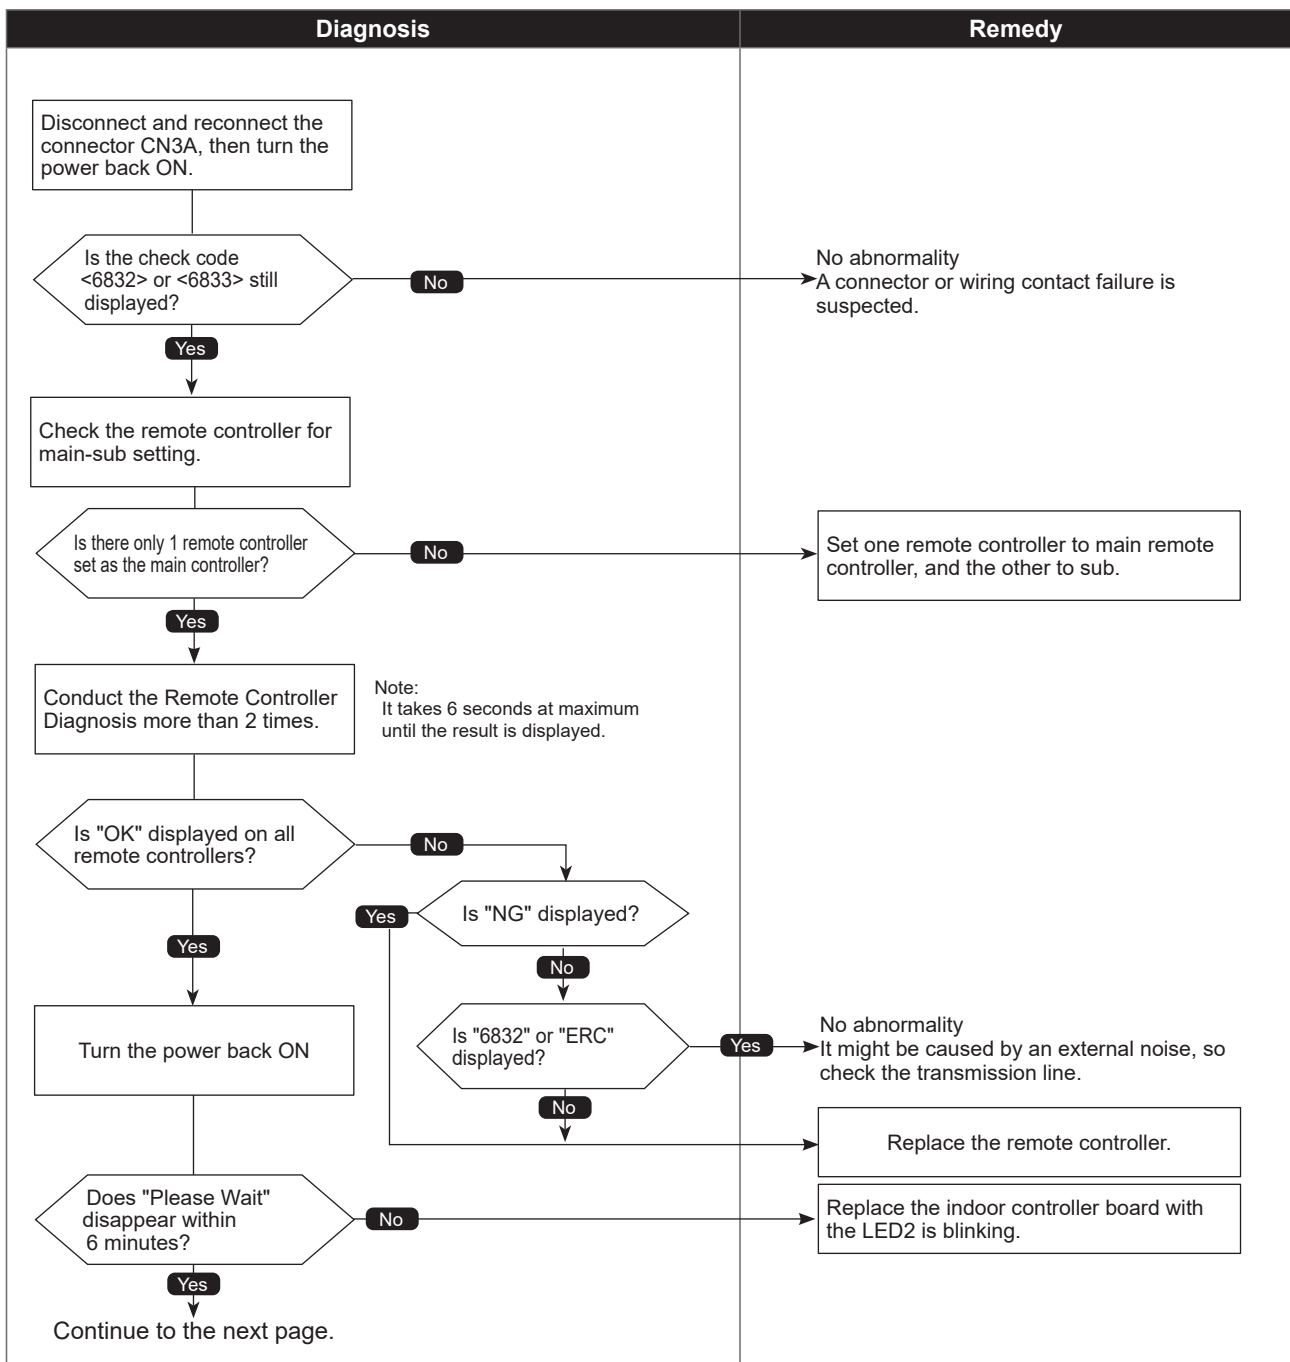 Diagnosis
Remedy
Disconnect and reconnect the
connector CN3A, then turn the
power back ON.
Is the check code
<6832> or <6833> still
displayed?
No
No abnormality
A connector or wiring contact failure is
suspected.
Yes
Check the remote controller for
main-sub setting.
Is there only 1 remote controller
set as the main controller?
No
Set one remote controller to main remote
controller, and the other to sub.
Yes
Conduct the Remote Controller
Diagnosis more than 2 times.
Note:
It takes 6 seconds at maximum
until the result is displayed.
Is "OK" displayed on all
remote controllers?
No
Is "NG" displayed?
Yes
Yes
No
Turn the power back ON
Is "6832" or "ERC"
displayed?
Yes
No abnormality
It might be caused by an external noise, so
check the transmission line.
No
Replace the remote controller.
Does "Please Wait"
disappear within
6 minutes?
No
Replace the indoor controller board with
the LED2 is blinking.
Yes
Continue to the next page.